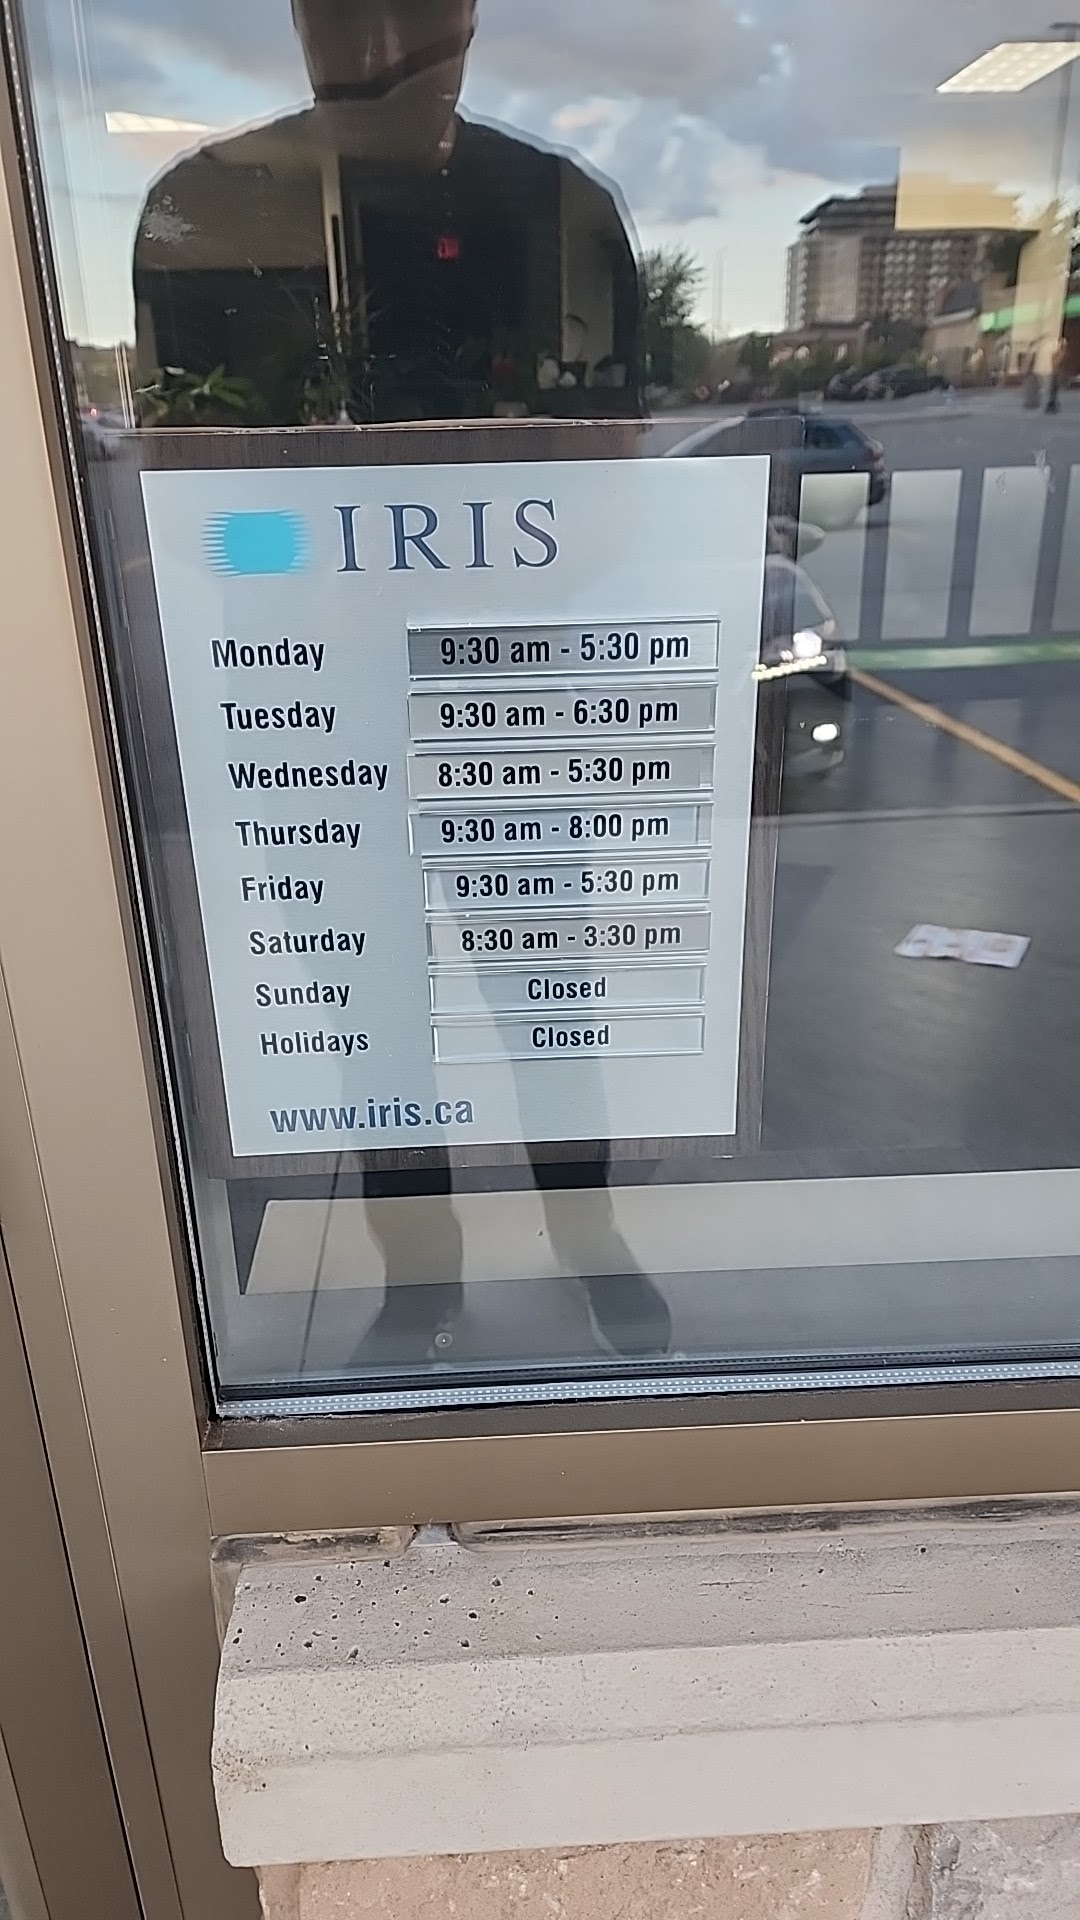 IRIS
Monday 9:30 am - 5:30 pm
Tuesday 9:30 am - 6:30 pm
Wednesday 8:30 am - 5:30 pm
Thursday 9:30 am - 8:00 pm
Friday 9:30 am - 5:30 pm
Saturday 8:30 am - 3:30 pm
Sunday Closed
Holidays Closed
www.iris.ca